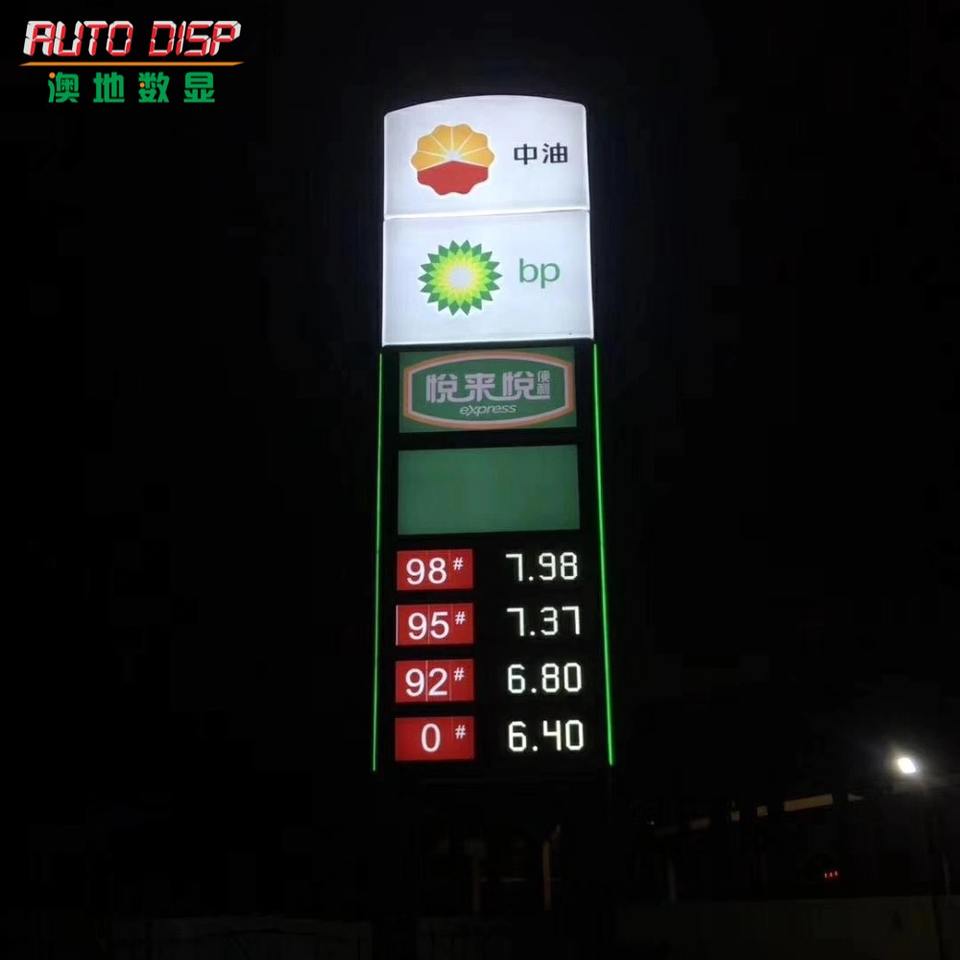 AUTO DISP
澳地数显
中油
bp
悦来悦 便利
express
98# 7.98
95# 7.37
92# 6.80
0# 6.40